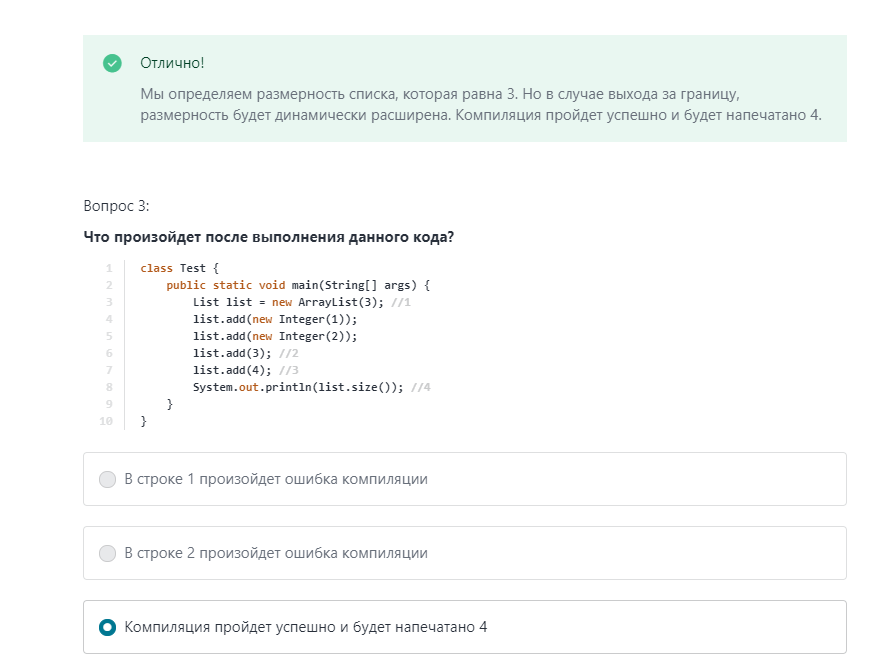 Отлично!
Мы определяем размерность списка, которая равна 3. Но в случае выхода за границу,
размерность будет динамически расширена. Компиляция пройдет успешно и будет напечатано 4.
Вопрос 3:
Что произойдет после выполнения данного кода?
1 class Test {
2     public static void main(String[] args) {
3         List list = new ArrayList(3); //1
4         list.add(new Integer(1));
5         list.add(new Integer(2));
6         list.add(3); //2
7         list.add(4); //3
8         System.out.println(list.size()); //4
9     }
10 }
В строке 1 произойдет ошибка компиляции
В строке 2 произойдет ошибка компиляции
Компиляция пройдет успешно и будет напечатано 4